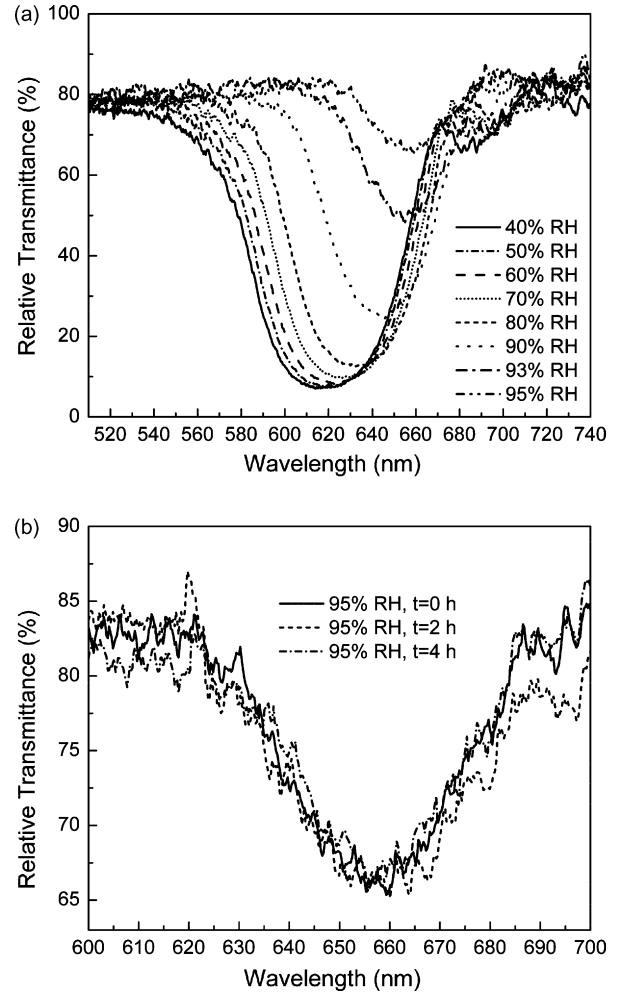 (a)
100
80
60
40
20
0
Relative Transmittance (%)
40% RH
50% RH
60% RH
70% RH
80% RH
90% RH
93% RH
95% RH
520 540 560 580 600 620 640 660 680 700 720 740
Wavelength (nm)
(b)
90
85
80
75
70
65
Relative Transmittance (%)
95% RH, t=0 h
95% RH, t=2 h
95% RH, t=4 h
600 610 620 630 640 650 660 670 680 690 700
Wavelength (nm)